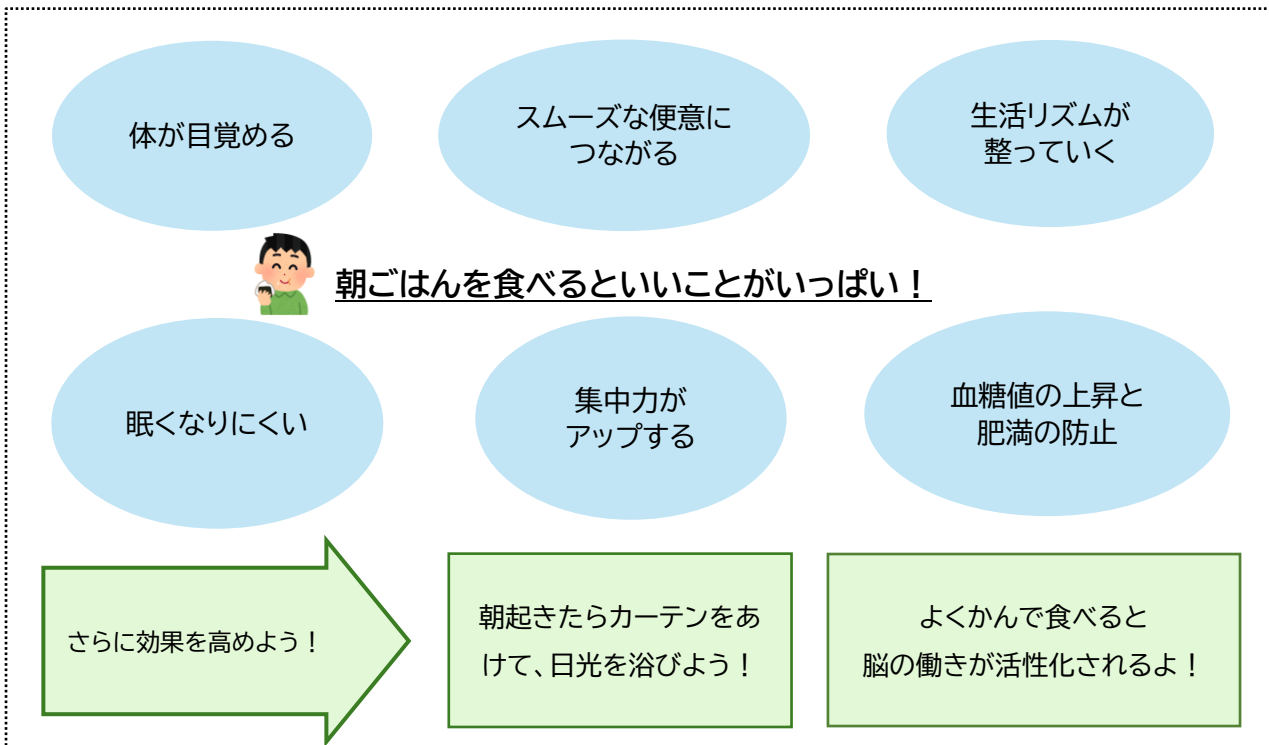 体が目覚める
スムーズな便意に
つながる
生活リズムが
整っていく
朝ごはんを食べるといいことがいっぱい！
眠くなりにくい
集中力が
アップする
血糖値の上昇と
肥満の防止
さらに効果を高めよう！
朝起きたらカーテンをあ
けて、日光を浴びよう！
よくかんで食べると
脳の働きが活性化されるよ！